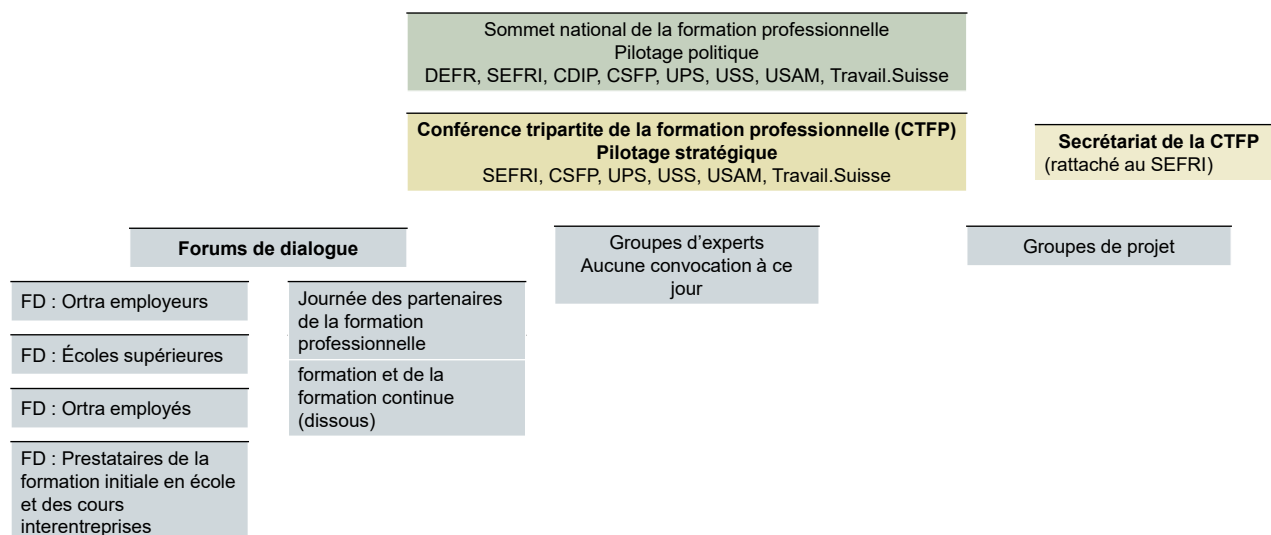 Sommet national de la formation professionnelle
Pilotage politique
DEFR, SEFRI, CDIP, CSFP, UPS, USS, USAM, Travail.Suisse
Conférence tripartite de la formation professionnelle (CTFP)
Pilotage stratégique
SEFRI, CSFP, UPS, USS, USAM, Travail.Suisse
Secrétariat de la CTFP
(rattaché au SEFRI)
Forums de dialogue
Groupes d’experts
Aucune convocation à ce
jour
Groupes de projet
FD : Ortra employeurs
FD : Écoles supérieures
FD : Ortra employés
FD : Prestataires de la
formation initiale en école
et des cours
interentreprises
Journée des partenaires
de la formation
professionnelle
formation et de la
formation continue
(dissous)